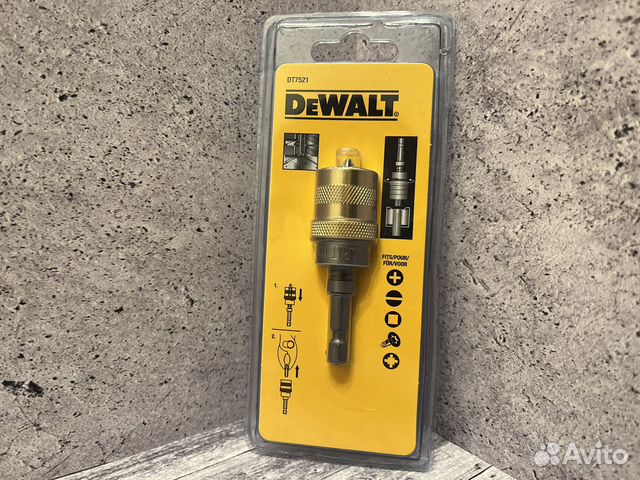 DT7521
DEWALT®
FITS/POUR/
FÜR/VOOR
1.
2.
Avito